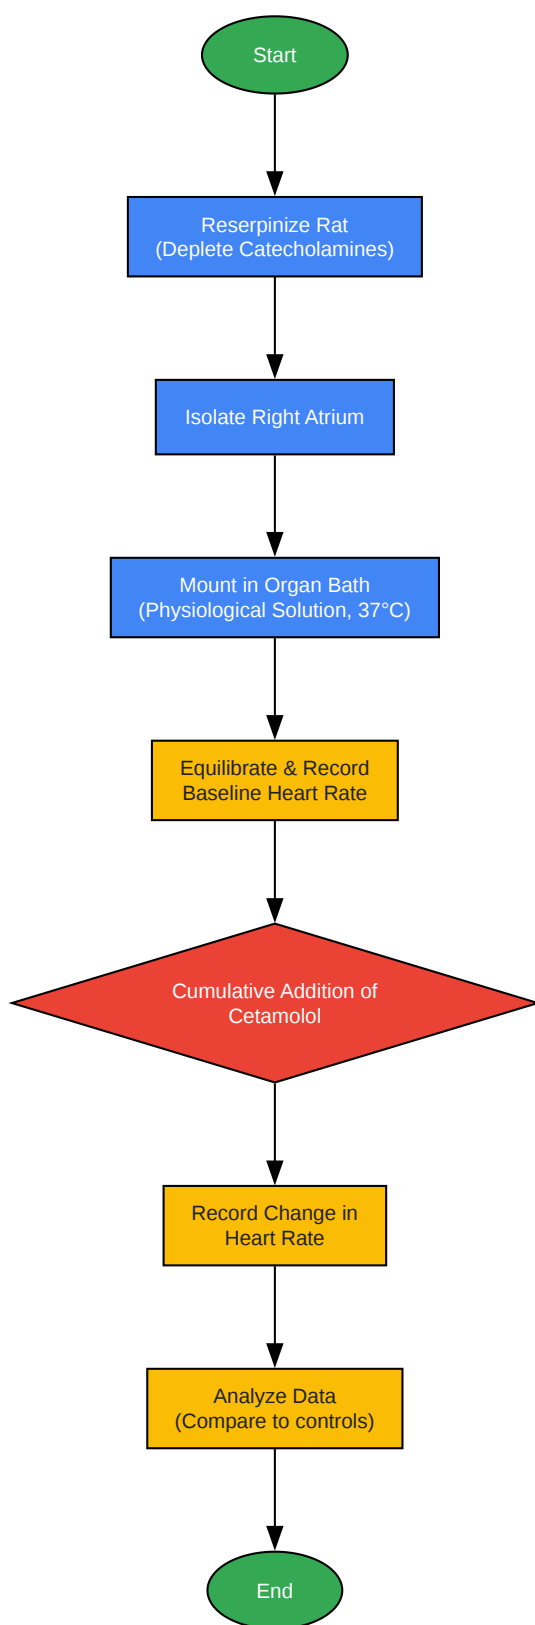 Start
Reserpinize Rat
(Deplete Catecholamines)
Isolate Right Atrium
Mount in Organ Bath
(Physiological Solution, 37°C)
Equilibrate & Record
Baseline Heart Rate
Cumulative Addition of
Cetamolol
Record Change in
Heart Rate
Analyze Data
(Compare to controls)
End